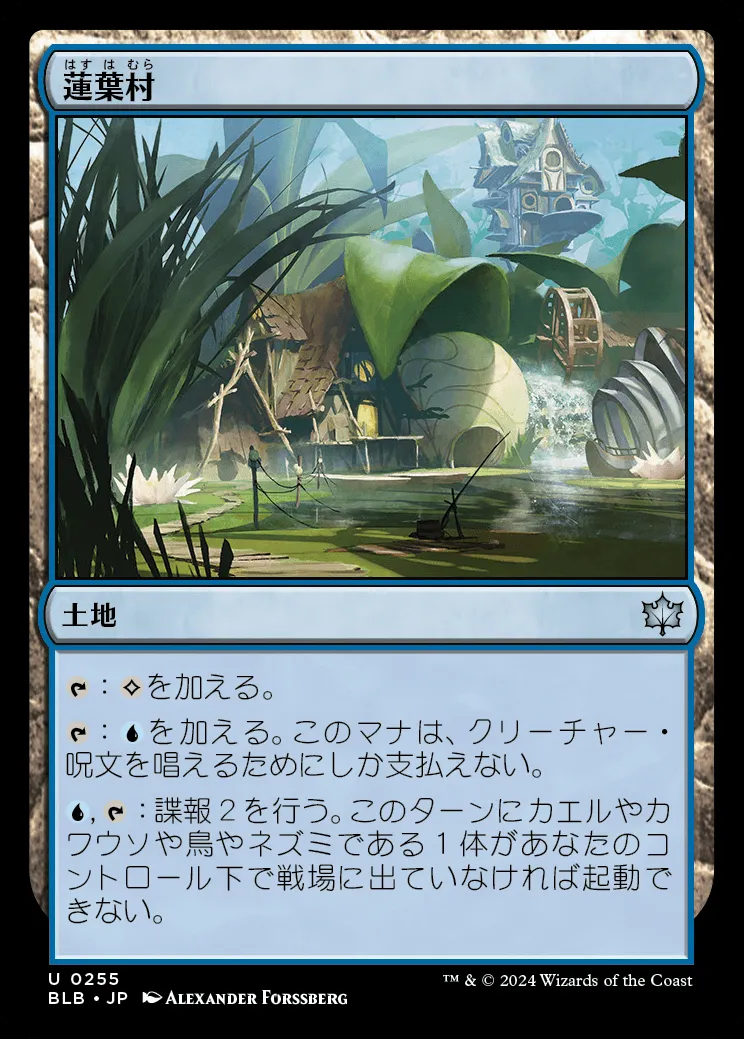 はすはむら
蓮葉村
土地
：を加える。
：を加える。このマナは、クリーチャー・
呪文を唱えるためにしか支払えない。
，：諜報２を行う。このターンにカエルやカ
ワウソや鳥やネズミである１体があなたのコ
ントロール下で戦場に出ていなければ起動で
きない。
U 0255
BLB • JP ALEXANDER FORSSBERG
™ & © 2024 Wizards of the Coast